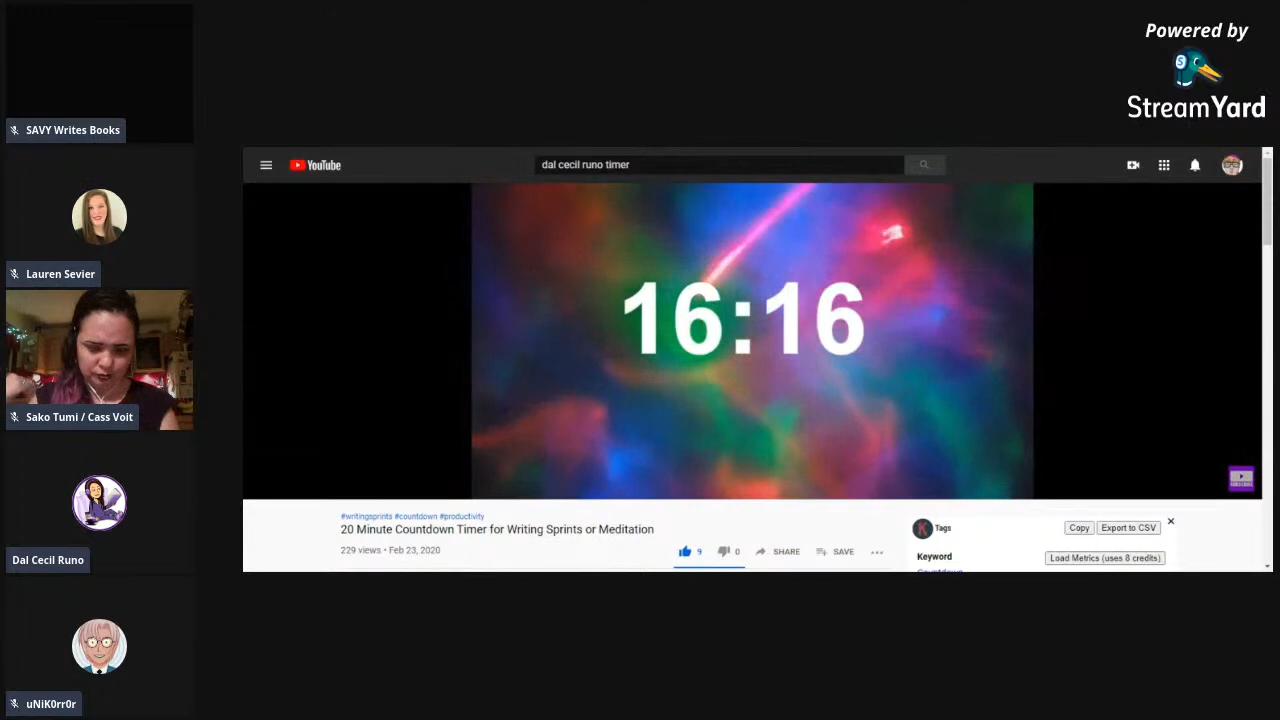 Powered by
StreamYard
SAVY Writes Books
Lauren Sevier
Sako Tumi / Cass Voit
Dal Cecil Runo
uNiK0rr0r
YouTube
dal cecil runo timer
16:16
#writingsprints #countdown #productivity
20 Minute Countdown Timer for Writing Sprints or Meditation
229 views • Feb 23, 2020
9
0
SHARE
SAVE
Tags
Copy
Export to CSV
Keyword
Load Metrics (uses 8 credits)